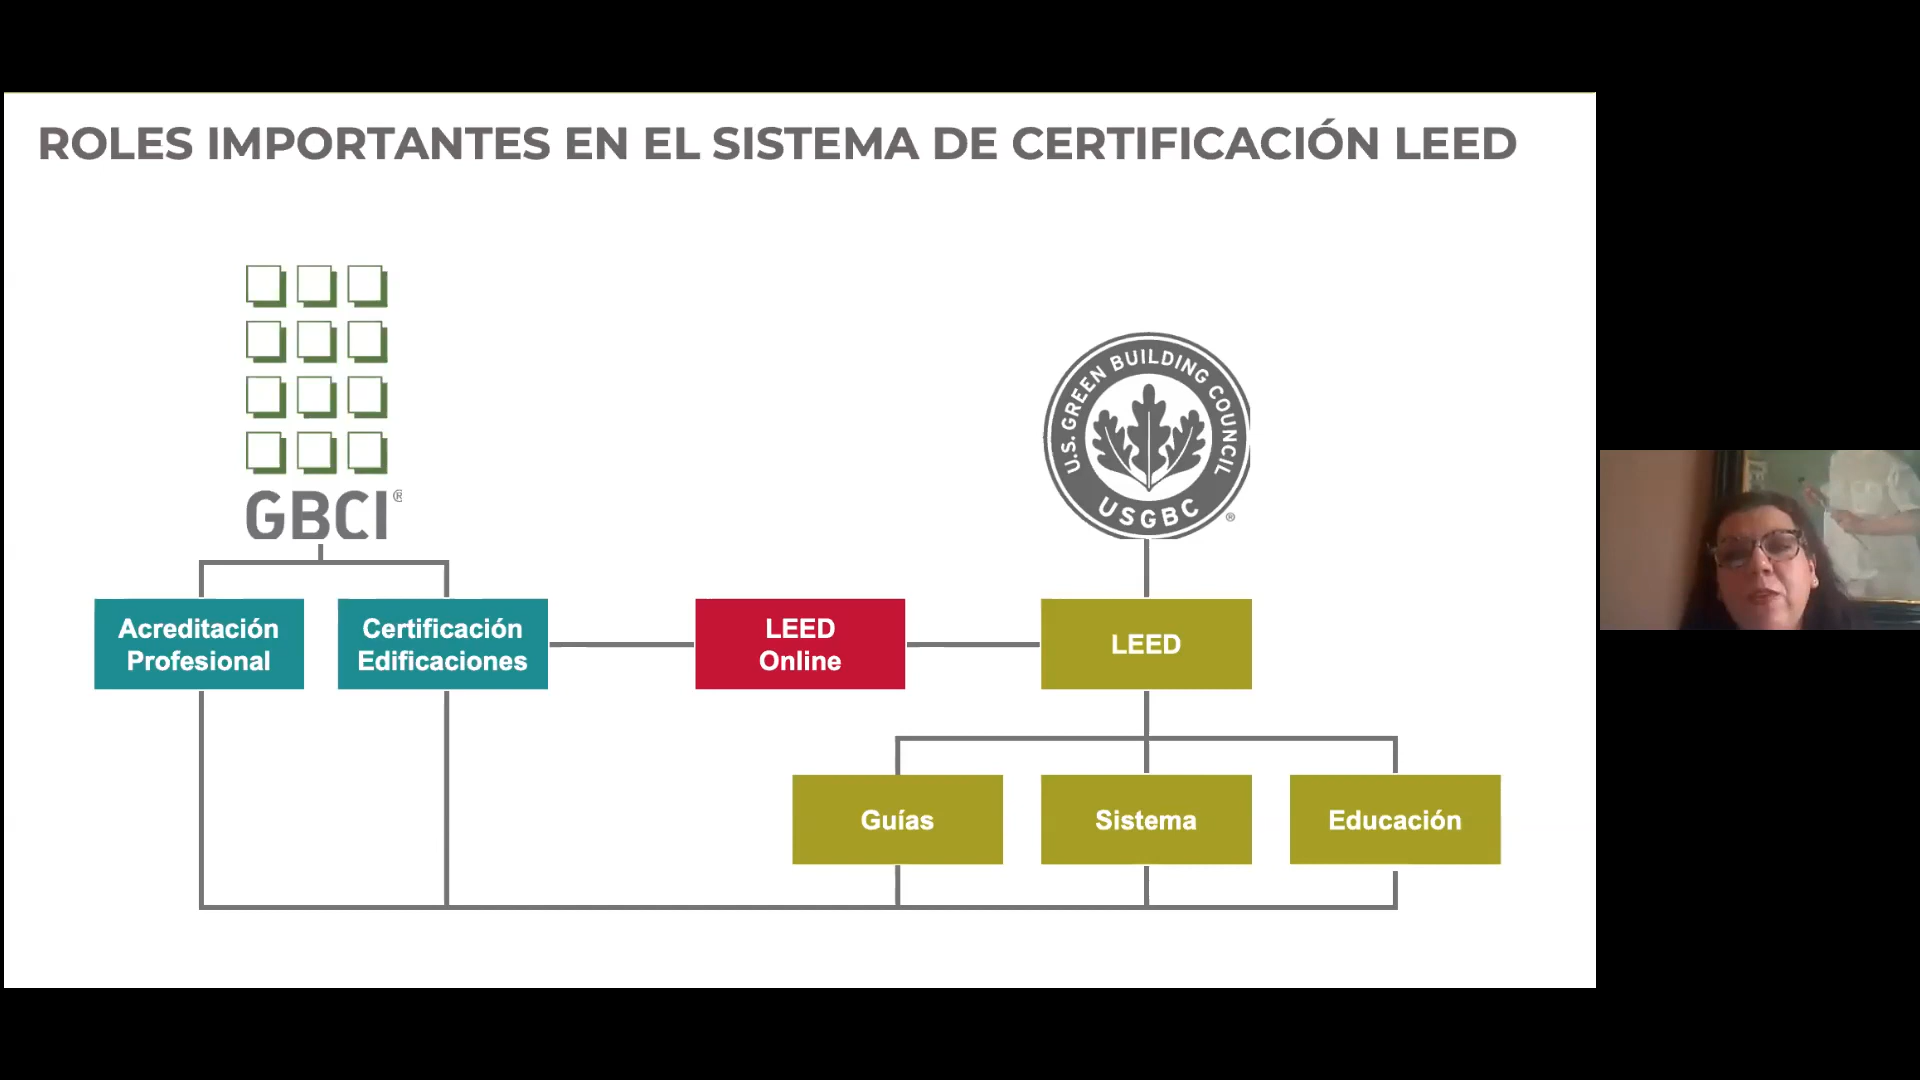 ROLES IMPORTANTES EN EL SISTEMA DE CERTIFICACIÓN LEED
GBCI®
U.S. GREEN BUILDING COUNCIL
USGBC ®
Acreditación
Profesional
Certificación
Edificaciones
LEED
Online
LEED
Guías
Sistema
Educación